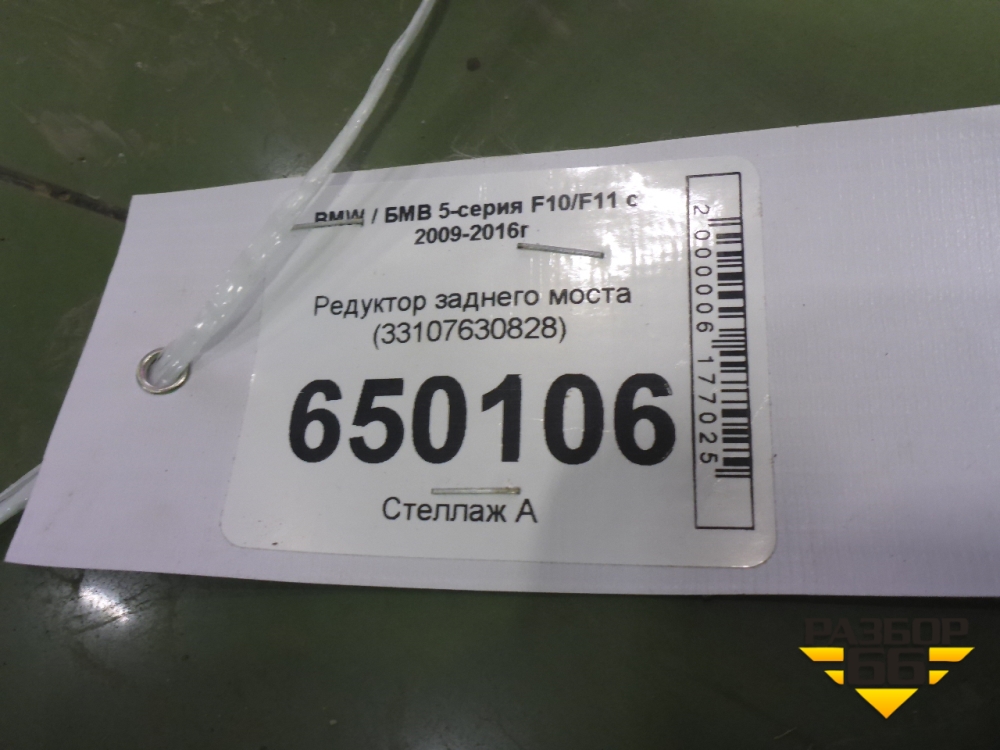 BMW / БМВ 5-серия F10/F11 с
2009-2016г
Редуктор заднего моста
(33107630828)
650106
Стеллаж А
2000006177025
РАЗБОР
66